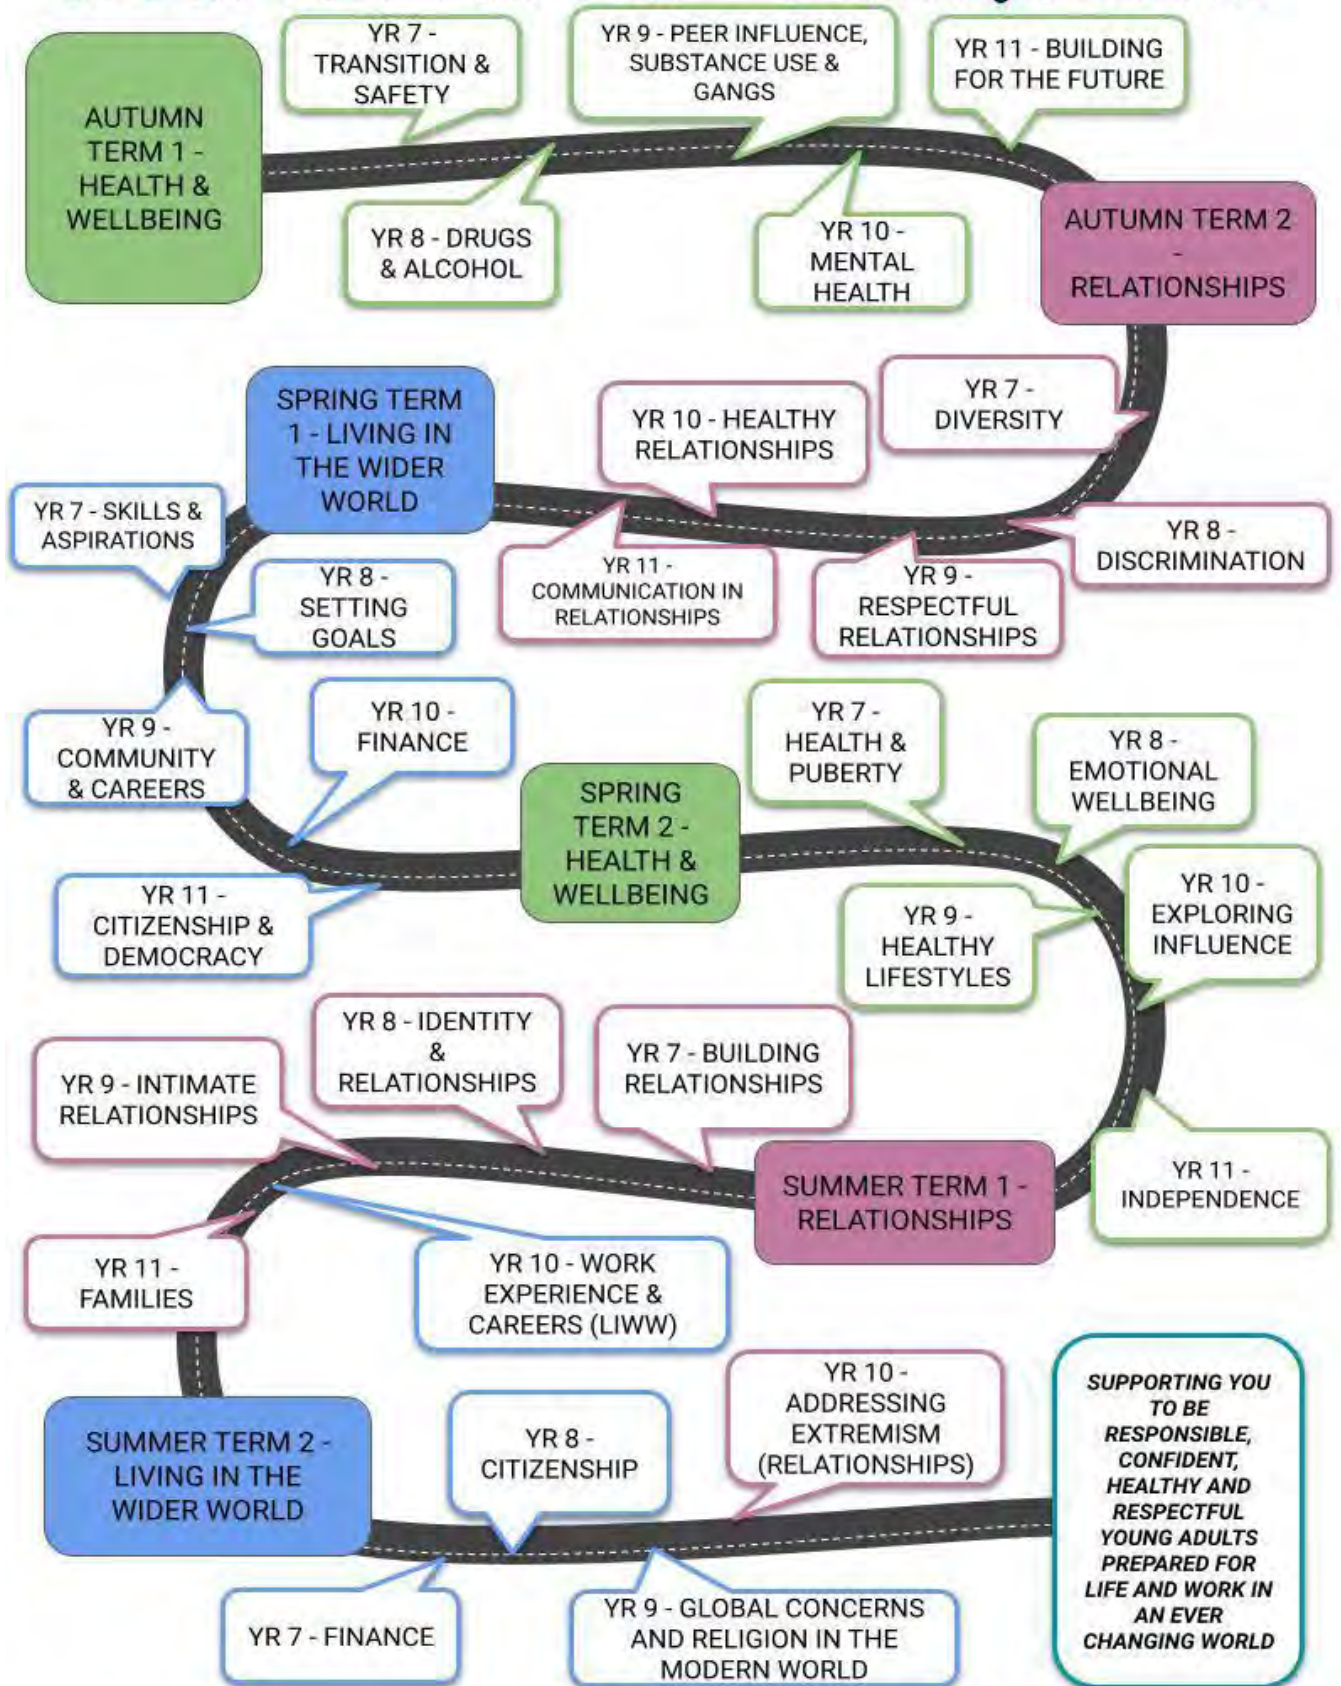 AUTUMN
TERM 1 -
HEALTH &
WELLBEING
YR 7 -
TRANSITION &
SAFETY
YR 8 - DRUGS
& ALCOHOL
YR 9 - PEER INFLUENCE,
SUBSTANCE USE &
GANGS
YR 10 -
MENTAL
HEALTH
YR 11 - BUILDING
FOR THE FUTURE
AUTUMN TERM 2
-
RELATIONSHIPS
YR 7 -
DIVERSITY
YR 8 -
DISCRIMINATION
YR 9 -
RESPECTFUL
RELATIONSHIPS
YR 10 - HEALTHY
RELATIONSHIPS
YR 11 -
COMMUNICATION IN
RELATIONSHIPS
SPRING TERM
1 - LIVING IN
THE WIDER
WORLD
YR 7 - SKILLS &
ASPIRATIONS
YR 8 -
SETTING
GOALS
YR 9 -
COMMUNITY
& CAREERS
YR 10 -
FINANCE
YR 11 -
CITIZENSHIP &
DEMOCRACY
SPRING
TERM 2 -
HEALTH &
WELLBEING
YR 7 -
HEALTH &
PUBERTY
YR 8 -
EMOTIONAL
WELLBEING
YR 9 -
HEALTHY
LIFESTYLES
YR 10 -
EXPLORING
INFLUENCE
YR 11 -
INDEPENDENCE
SUMMER TERM 1 -
RELATIONSHIPS
YR 7 - BUILDING
RELATIONSHIPS
YR 8 - IDENTITY
&
RELATIONSHIPS
YR 9 - INTIMATE
RELATIONSHIPS
YR 10 - WORK
EXPERIENCE &
CAREERS (LIWW)
YR 11 -
FAMILIES
SUMMER TERM 2 -
LIVING IN THE
WIDER WORLD
YR 7 - FINANCE
YR 8 -
CITIZENSHIP
YR 9 - GLOBAL CONCERNS
AND RELIGION IN THE
MODERN WORLD
YR 10 -
ADDRESSING
EXTREMISM
(RELATIONSHIPS)
SUPPORTING YOU
TO BE
RESPONSIBLE,
CONFIDENT,
HEALTHY AND
RESPECTFUL
YOUNG ADULTS
PREPARED FOR
LIFE AND WORK IN
AN EVER
CHANGING WORLD